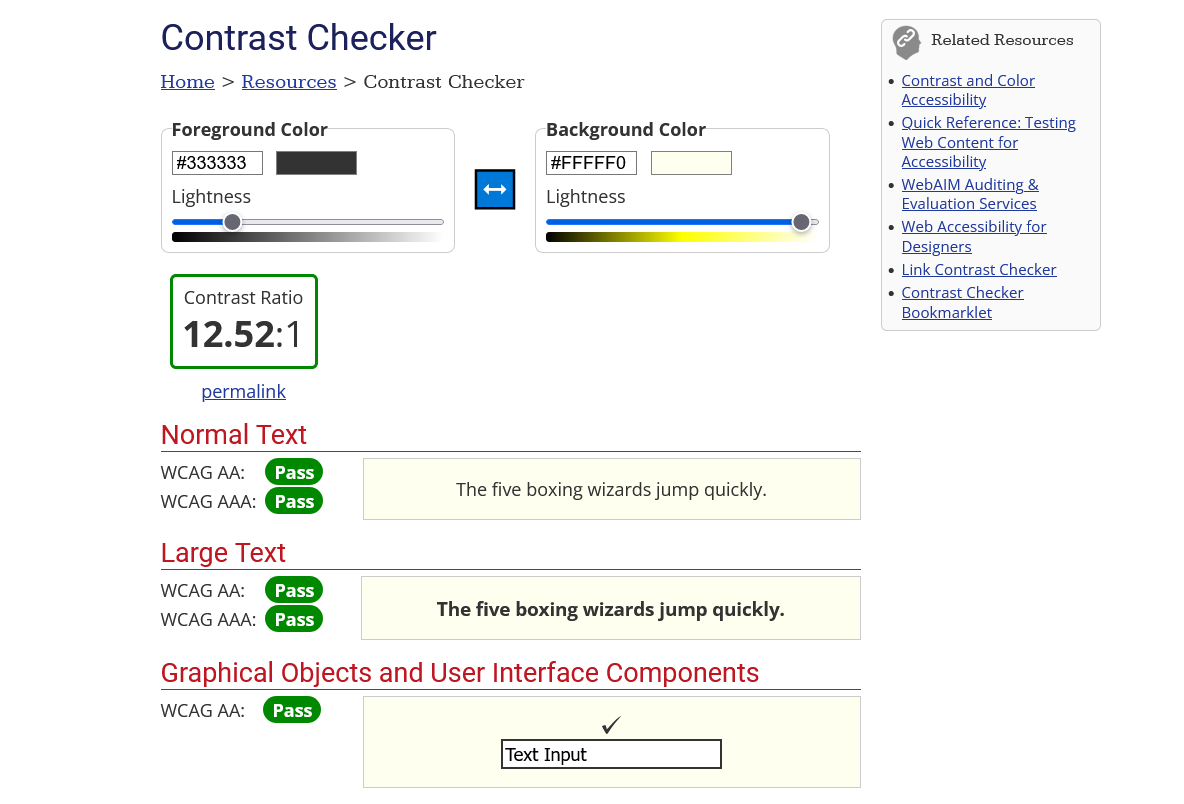 Contrast Checker
Home > Resources > Contrast Checker
Foreground Color
#333333
Lightness
Background Color
#FFFFF0
Lightness
Contrast Ratio
12.52:1
permalink
Normal Text
WCAG AA: Pass
WCAG AAA: Pass
The five boxing wizards jump quickly.
Large Text
WCAG AA: Pass
WCAG AAA: Pass
The five boxing wizards jump quickly.
Graphical Objects and User Interface Components
WCAG AA: Pass
✓
Text Input
Related Resources
Contrast and Color
Accessibility
Quick Reference: Testing
Web Content for
Accessibility
WebAIM Auditing &
Evaluation Services
Web Accessibility for
Designers
Link Contrast Checker
Contrast Checker
Bookmarklet